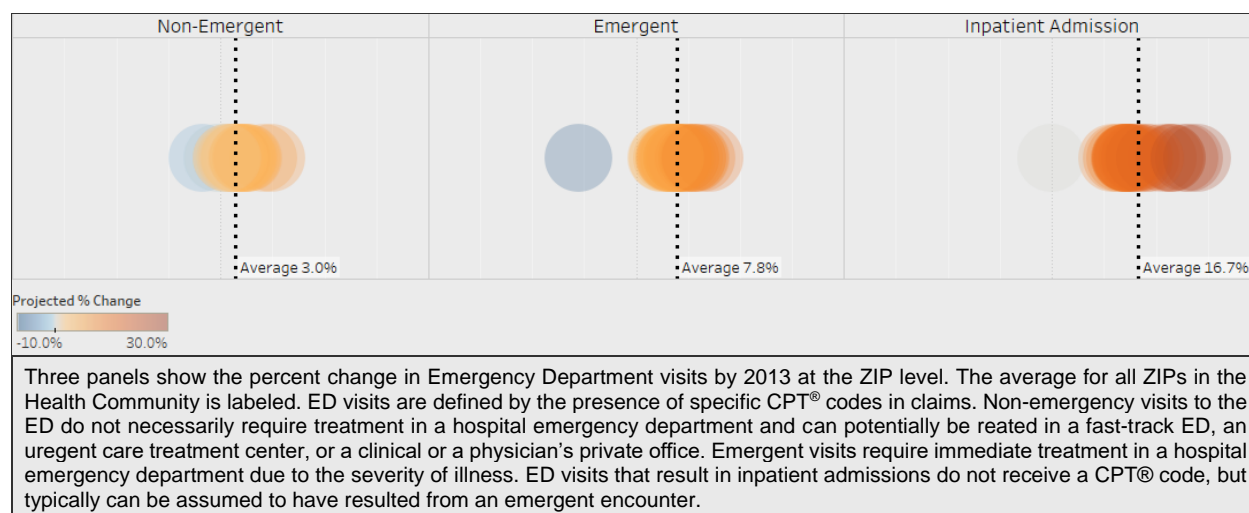 Non-Emergent
Emergent
Inpatient Admission
Average 3.0%
Average 7.8%
Average 16.7%
Projected % Change
-10.0%
30.0%
Three panels show the percent change in Emergency Department visits by 2013 at the ZIP level. The average for all ZIPs in the
Health Community is labeled. ED visits are defined by the presence of specific CPT® codes in claims. Non-emergency visits to the
ED do not necessarily require treatment in a hospital emergency department and can potentially be reated in a fast-track ED, an
uregent care treatment center, or a clinical or a physician's private office. Emergent visits require immediate treatment in a hospital
emergency department due to the severity of illness. ED visits that result in inpatient admissions do not receive a CPT® code, but
typically can be assumed to have resulted from an emergent encounter.